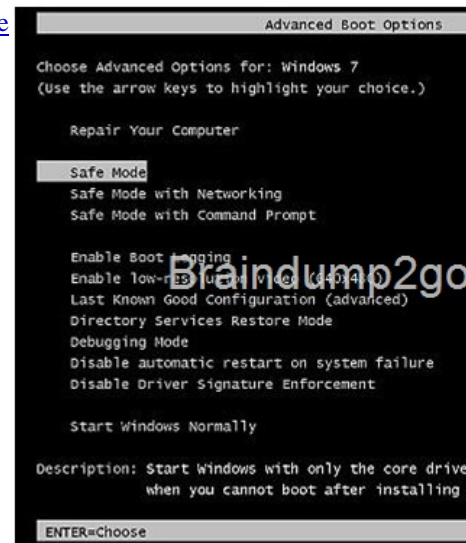 e
Advanced Boot Options
Choose Advanced Options for: Windows 7
(Use the arrow keys to highlight your choice.)
Repair Your Computer
Safe Mode
Safe Mode with Networking
Safe Mode with Command Prompt
Enable Boot Logging
Enable low-resolution video (640x480)
Braindump2go
Last Known Good Configuration (advanced)
Directory Services Restore Mode
Debugging Mode
Disable automatic restart on system failure
Disable Driver Signature Enforcement
Start Windows Normally
Description: Start Windows with only the core drive
when you cannot boot after installing
ENTER=Choose